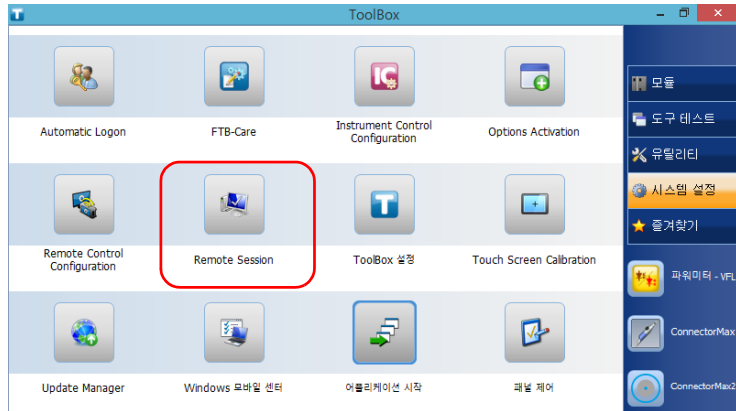 ToolBox
Automatic Logon
FTB-Care
Instrument Control
Configuration
Options Activation
Remote Control
Configuration
Remote Session
ToolBox 설정
Touch Screen Calibration
Update Manager
Windows 모바일 센터
어플리케이션 시작
패널 제어
모듈
도구 테스트
유틸리티
시스템 설정
즐겨찾기
파워미터 - VFL
ConnectorMax
ConnectorMax2